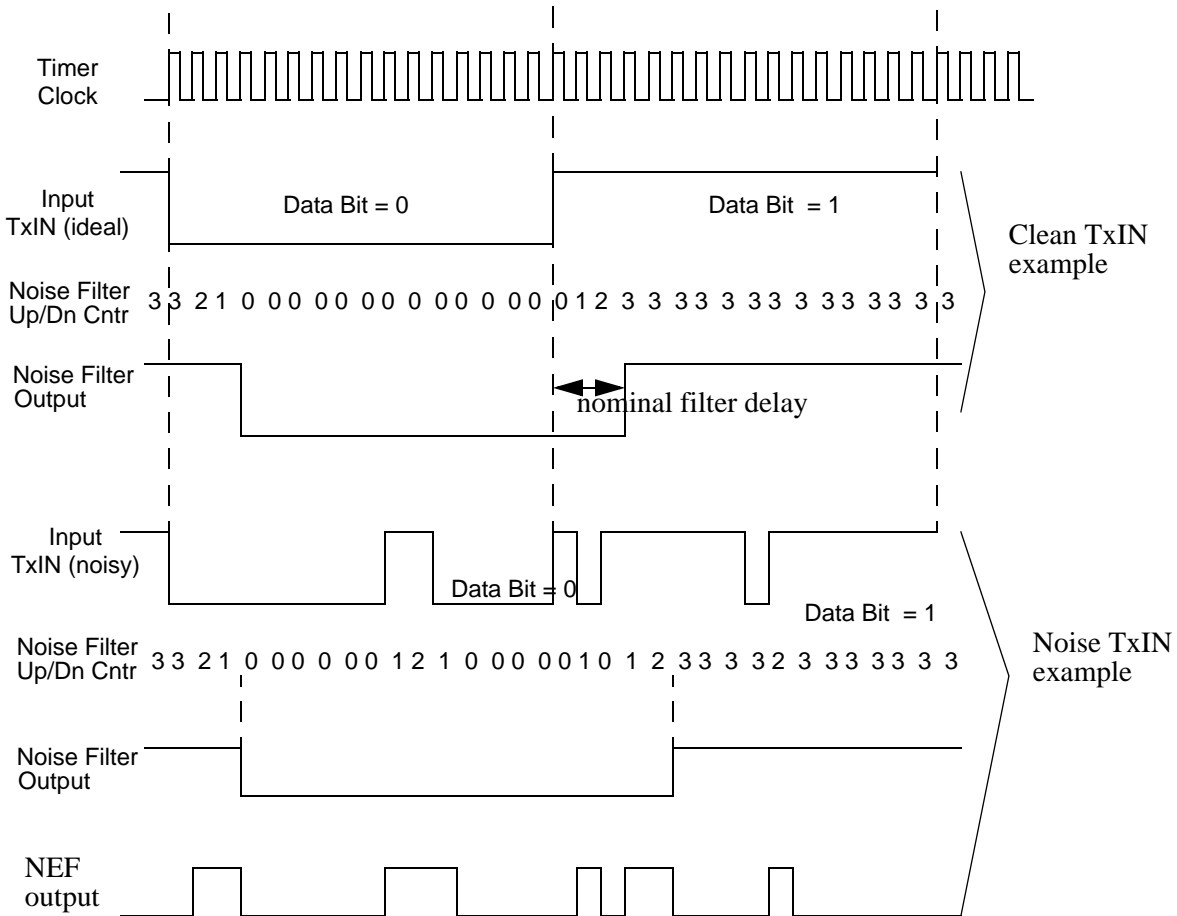 Timer
Clock
Input
TxIN (ideal)
Data Bit = 0
Data Bit = 1
Clean TxIN
example
Noise Filter
Up/Dn Cntr
3 3 2 1 0 0 0 0 0 0 0 0 0 0 0 0 0 0 1 2 3 3 3 3 3 3 3 3 3 3 3 3 3 3
Noise Filter
Output
nominal filter delay
Input
TxIN (noisy)
Data Bit = 0
Data Bit = 1
Noise Filter
Up/Dn Cntr
3 3 2 1 0 0 0 0 0 0 1 2 1 0 0 0 0 0 1 0 1 2 3 3 3 3 2 3 3 3 3 3 3 3
Noise TxIN
example
Noise Filter
Output
NEF
output